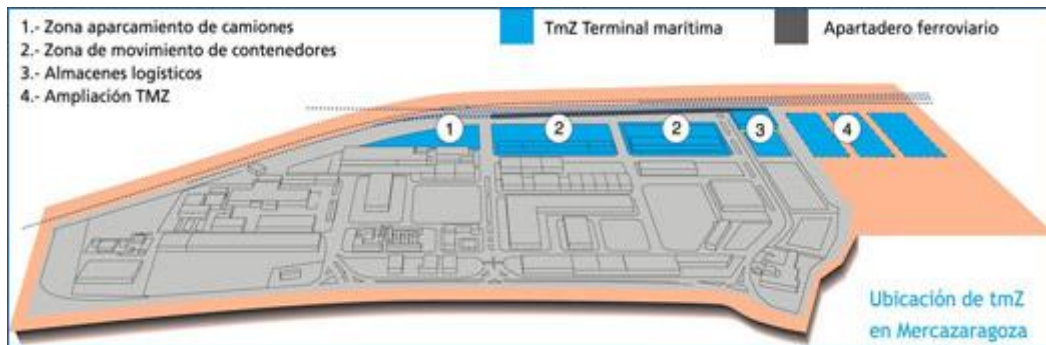 1.- Zona aparcamiento de camiones
2.- Zona de movimiento de contenedores
3.- Almacenes logísticos
4.- Ampliación TMZ
TmZ Terminal marítima
Apartadero ferroviario
1
2
2
3
4
Ubicación de tmZ
en Mercazaragoza